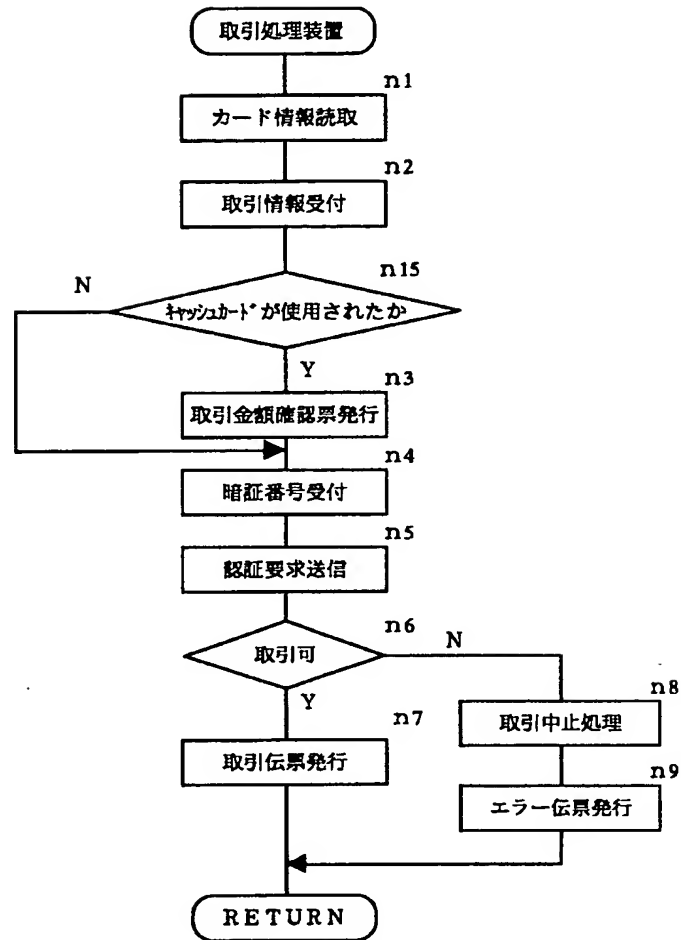 取引処理装置
n1
カード情報読取
n2
取引情報受付
n15
N
ｷｬｯｼｭｶｰﾄﾞが使用されたか
Y
n3
取引金額確認票発行
n4
暗証番号受付
n5
認証要求送信
n6
取引可
N
Y
n7
取引伝票発行
n8
取引中止処理
n9
エラー伝票発行
RETURN